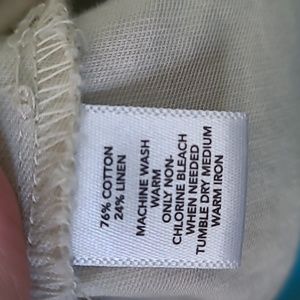 76% COTTON
24% LINEN
MACHINE WASH
WARM
ONLY NON-
CHLORINE BLEACH
WHEN NEEDED
TUMBLE DRY MEDIUM
WARM IRON